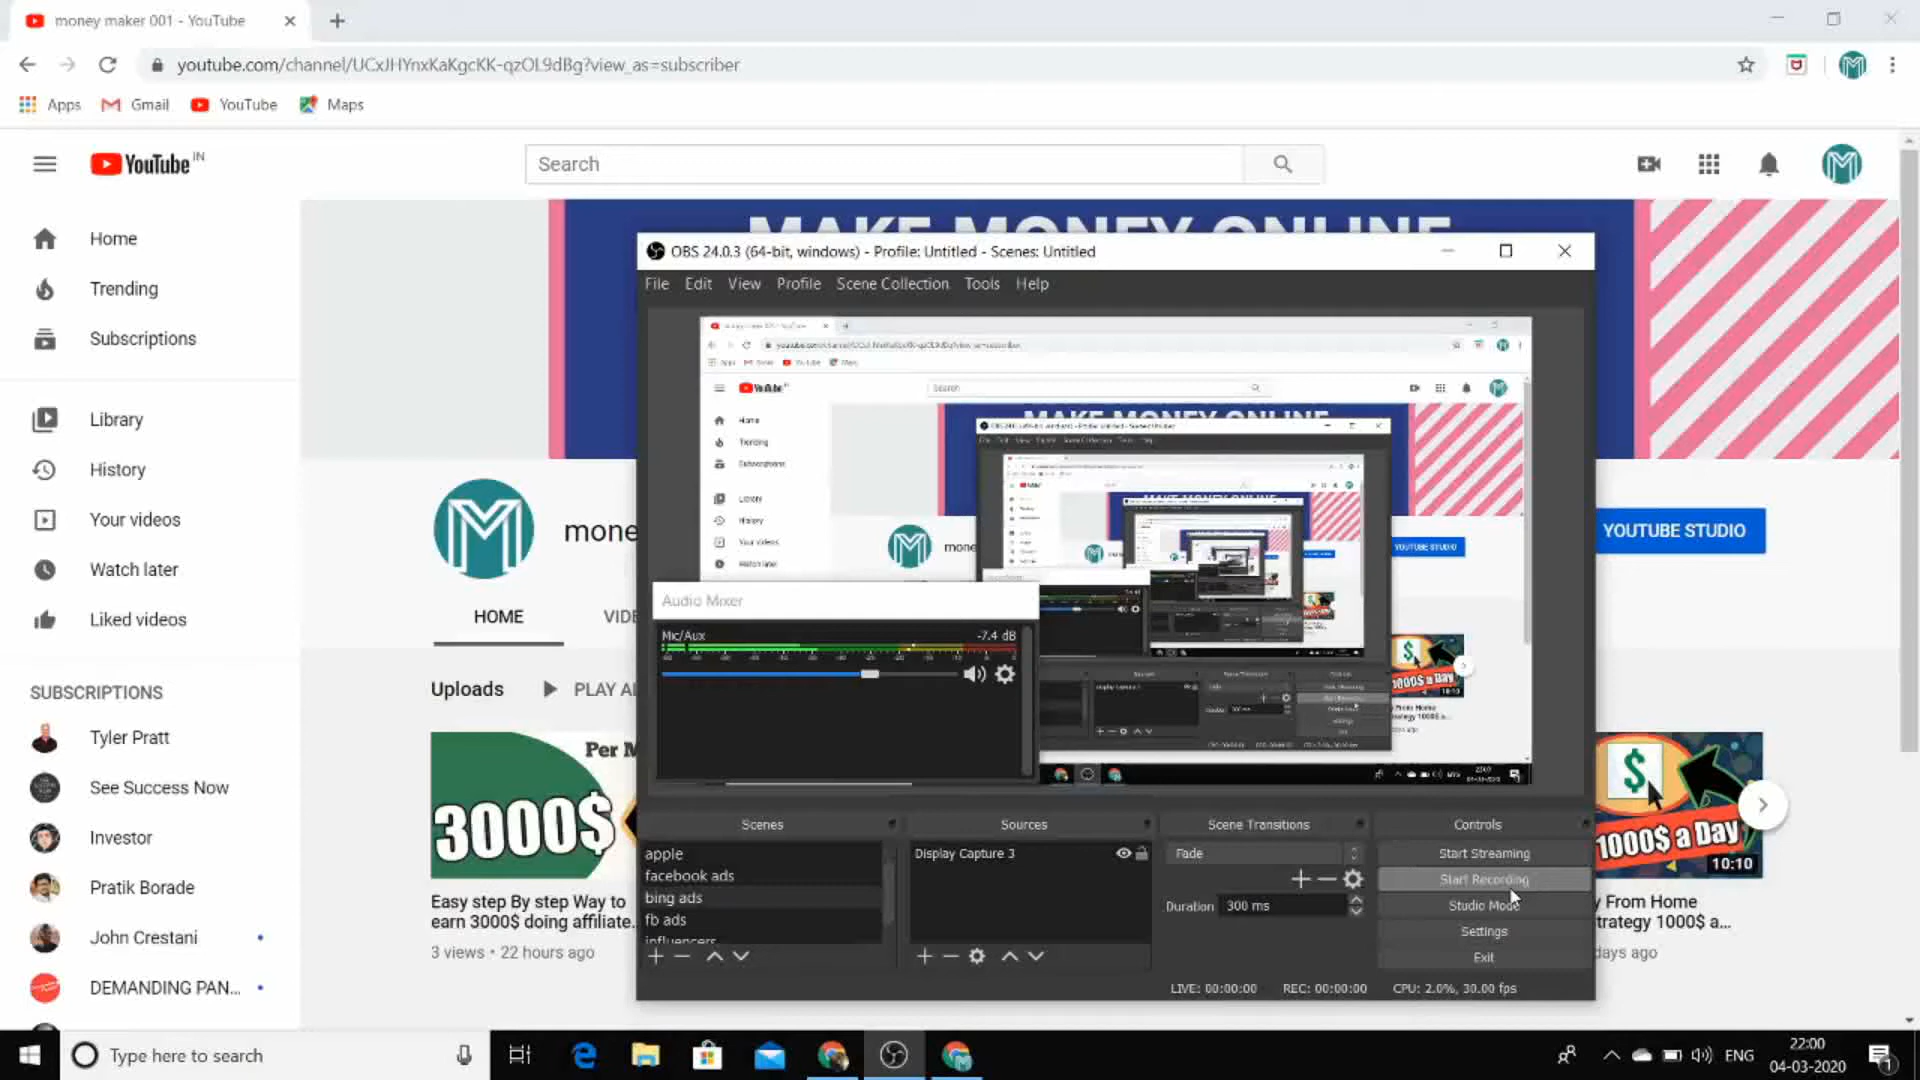 money maker 001 - YouTube
youtube.com/channel/UCxJHYnxKaKgcKK-qzOL9dBg?view_as=subscriber
Apps
Gmail
YouTube
Maps
YouTube IN
Search
Home
Trending
Subscriptions
Library
History
Your videos
Watch later
Liked videos
SUBSCRIPTIONS
Tyler Pratt
See Success Now
Investor
Pratik Borade
John Crestani
DEMANDING PAN...
MAKE MONEY ONLINE
money
YOUTUBE STUDIO
HOME
Uploads
PLAY AL
Per M
3000$
Easy step By step Way to
earn 3000$ doing affiliate...
3 views • 22 hours ago
1000$ a Day
10:10
y From Home
trategy 1000$ a...
days ago
OBS 24.0.3 (64-bit, windows) - Profile: Untitled - Scenes: Untitled
File Edit View Profile Scene Collection Tools Help
Audio Mixer
Mic/Aux
-7.4 dB
Scenes
apple
facebook ads
bing ads
fb ads
influencers
Sources
Display Capture 3
Scene Transitions
Fade
Duration 300 ms
Controls
Start Streaming
Start Recording
Studio Mode
Settings
Exit
LIVE: 00:00:00
REC: 00:00:00
CPU: 2.0%, 30.00 fps
Type here to search
ENG
22:00
04-03-2020
1